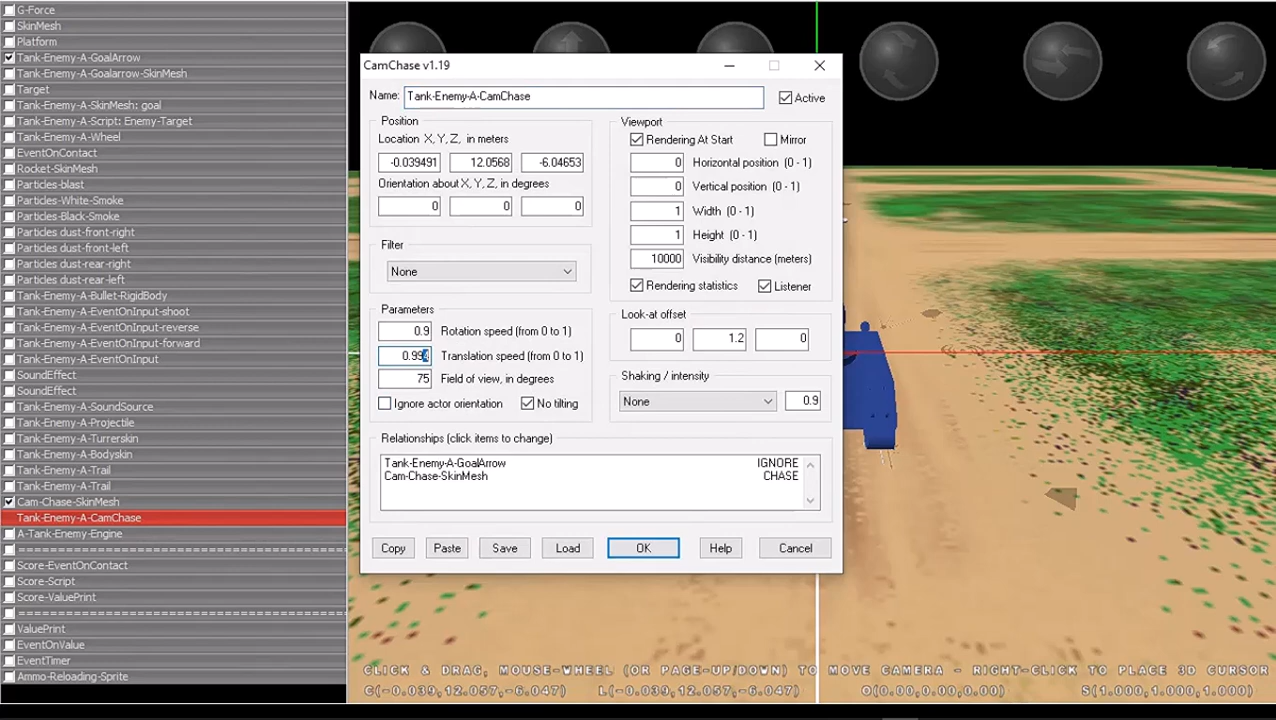 G-Force
SkinMesh
Platform
Tank-Enemy-A-GoalArrow
Tank-Enemy-A-Goalarrow-SkinMesh
Target
Tank-Enemy-A-SkinMesh: goal
Tank-Enemy-A-Script: Enemy-Target
Tank-Enemy-A-Wheel
EventOnContact
Rocket-SkinMesh
Particles-blast
Particles-White-Smoke
Particles-Black-Smoke
Particles dust-front-right
Particles dust-front-left
Particles dust-rear-right
Particles dust-rear-left
Tank-Enemy-A-Bullet-RigidBody
Tank-Enemy-A-EventOnInput-shoot
Tank-Enemy-A-EventOnInput-reverse
Tank-Enemy-A-EventOnInput-forward
Tank-Enemy-A-EventOnInput
SoundEffect
SoundEffect
Tank-Enemy-A-SoundSource
Tank-Enemy-A-Projectile
Tank-Enemy-A-Turrerskin
Tank-Enemy-A-Bodyskin
Tank-Enemy-A-Trail
Tank-Enemy-A-Trail
Cam-Chase-SkinMesh
Tank-Enemy-A-CamChase
A-Tank-Enemy-Engine
Score-EventOnContact
Score-Script
Score-ValuePrint
ValuePrint
EventOnValue
EventTimer
Ammo-Reloading-Sprite
CamChase v1.19
Name: Tank-Enemy-A-CamChase
Active
Position
Location X,Y,Z, in meters
-0.039491 12.0568 -6.04653
Orientation about X,Y,Z, in degrees
0 0 0
Filter
None
Parameters
0.9 Rotation speed (from 0 to 1)
0.99 Translation speed (from 0 to 1)
75 Field of view, in degrees
Ignore actor orientation No tilting
Viewport
Rendering At Start Mirror
0 Horizontal position (0 - 1)
0 Vertical position (0 - 1)
1 Width (0 - 1)
1 Height (0 - 1)
10000 Visibility distance (meters)
Rendering statistics Listener
Look-at offset
0 1.2 0
Shaking / intensity
None 0.9
Relationships (click items to change)
Tank-Enemy-A-GoalArrow IGNORE
Cam-Chase-SkinMesh CHASE
Copy Paste Save Load OK Help Cancel
CLICK & DRAG, MOUSE-WHEEL (OR PAGE-UP/DOWN) TO MOVE CAMERA - RIGHT-CLICK TO PLACE 3D CURSOR
C(-0.039,12.057,-6.047) L(-0.039,12.057,-6.047) O(0.00,0.00,0.00) S(1.000,1.000,1.000)